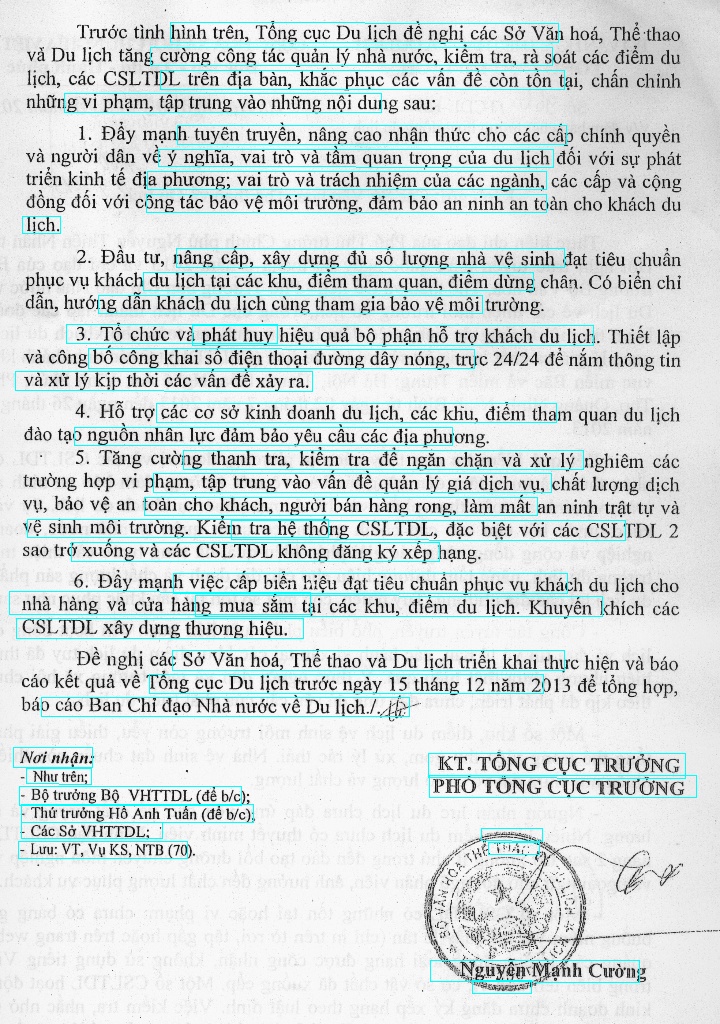 Trước tình hình trên, Tổng cục Du lịch đề nghị các Sở Văn hoá, Thể thao
và Du lịch tăng cường công tác quản lý nhà nước, kiểm tra, rà soát các điểm du
lịch, các CSLTDL trên địa bàn, khắc phục các vấn đề còn tồn tại, chấn chỉnh
những vi phạm, tập trung vào những nội dung sau:
1. Đẩy mạnh tuyên truyền, nâng cao nhận thức cho các cấp chính quyền
và người dân về ý nghĩa, vai trò và tầm quan trọng của du lịch đối với sự phát
triển kinh tế địa phương; vai trò và trách nhiệm của các ngành, các cấp và cộng
đồng đối với công tác bảo vệ môi trường, đảm bảo an ninh an toàn cho khách du
lịch.
2. Đầu tư, nâng cấp, xây dựng đủ số lượng nhà vệ sinh đạt tiêu chuẩn
phục vụ khách du lịch tại các khu, điểm tham quan, điểm dừng chân. Có biển chỉ
dẫn, hướng dẫn khách du lịch cùng tham gia bảo vệ môi trường.
3. Tổ chức và phát huy hiệu quả bộ phận hỗ trợ khách du lịch. Thiết lập
và công bố công khai số điện thoại đường dây nóng, trực 24/24 để nắm thông tin
và xử lý kịp thời các vấn đề xảy ra.
4. Hỗ trợ các cơ sở kinh doanh du lịch, các khu, điểm tham quan du lịch
đào tạo nguồn nhân lực đảm bảo yêu cầu các địa phương.
5. Tăng cường thanh tra, kiểm tra để ngăn chặn và xử lý nghiêm các
trường hợp vi phạm, tập trung vào vấn đề quản lý giá dịch vụ, chất lượng dịch
vụ, bảo vệ an toàn cho khách, người bán hàng rong, làm mất an ninh trật tự và
vệ sinh môi trường. Kiểm tra hệ thống CSLTDL, đặc biệt với các CSLTDL 2
sao trở xuống và các CSLTDL không đăng ký xếp hạng.
6. Đẩy mạnh việc cấp biển hiệu đạt tiêu chuẩn phục vụ khách du lịch cho
nhà hàng và cửa hàng mua sắm tại các khu, điểm du lịch. Khuyến khích các
CSLTDL xây dựng thương hiệu.
Đề nghị các Sở Văn hoá, Thể thao và Du lịch triển khai thực hiện và báo
cáo kết quả về Tổng cục Du lịch trước ngày 15 tháng 12 năm 2013 để tổng hợp,
báo cáo Ban Chỉ đạo Nhà nước về Du lịch./.
Nơi nhận:
- Như trên;
- Bộ trưởng Bộ VHTTDL (để b/c);
- Thứ trưởng Hồ Anh Tuấn (để b/c);
- Các Sở VHTTDL;
- Lưu: VT, Vụ KS, NTB (70).
KT. TỔNG CỤC TRƯỞNG
PHÓ TỔNG CỤC TRƯỞNG
Nguyễn Mạnh Cường